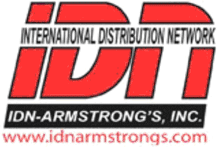 IDN
INTERNATIONAL DISTRIBUTION NETWORK
IDN-ARMSTRONG'S, INC.
www.idnarmstrongs.com